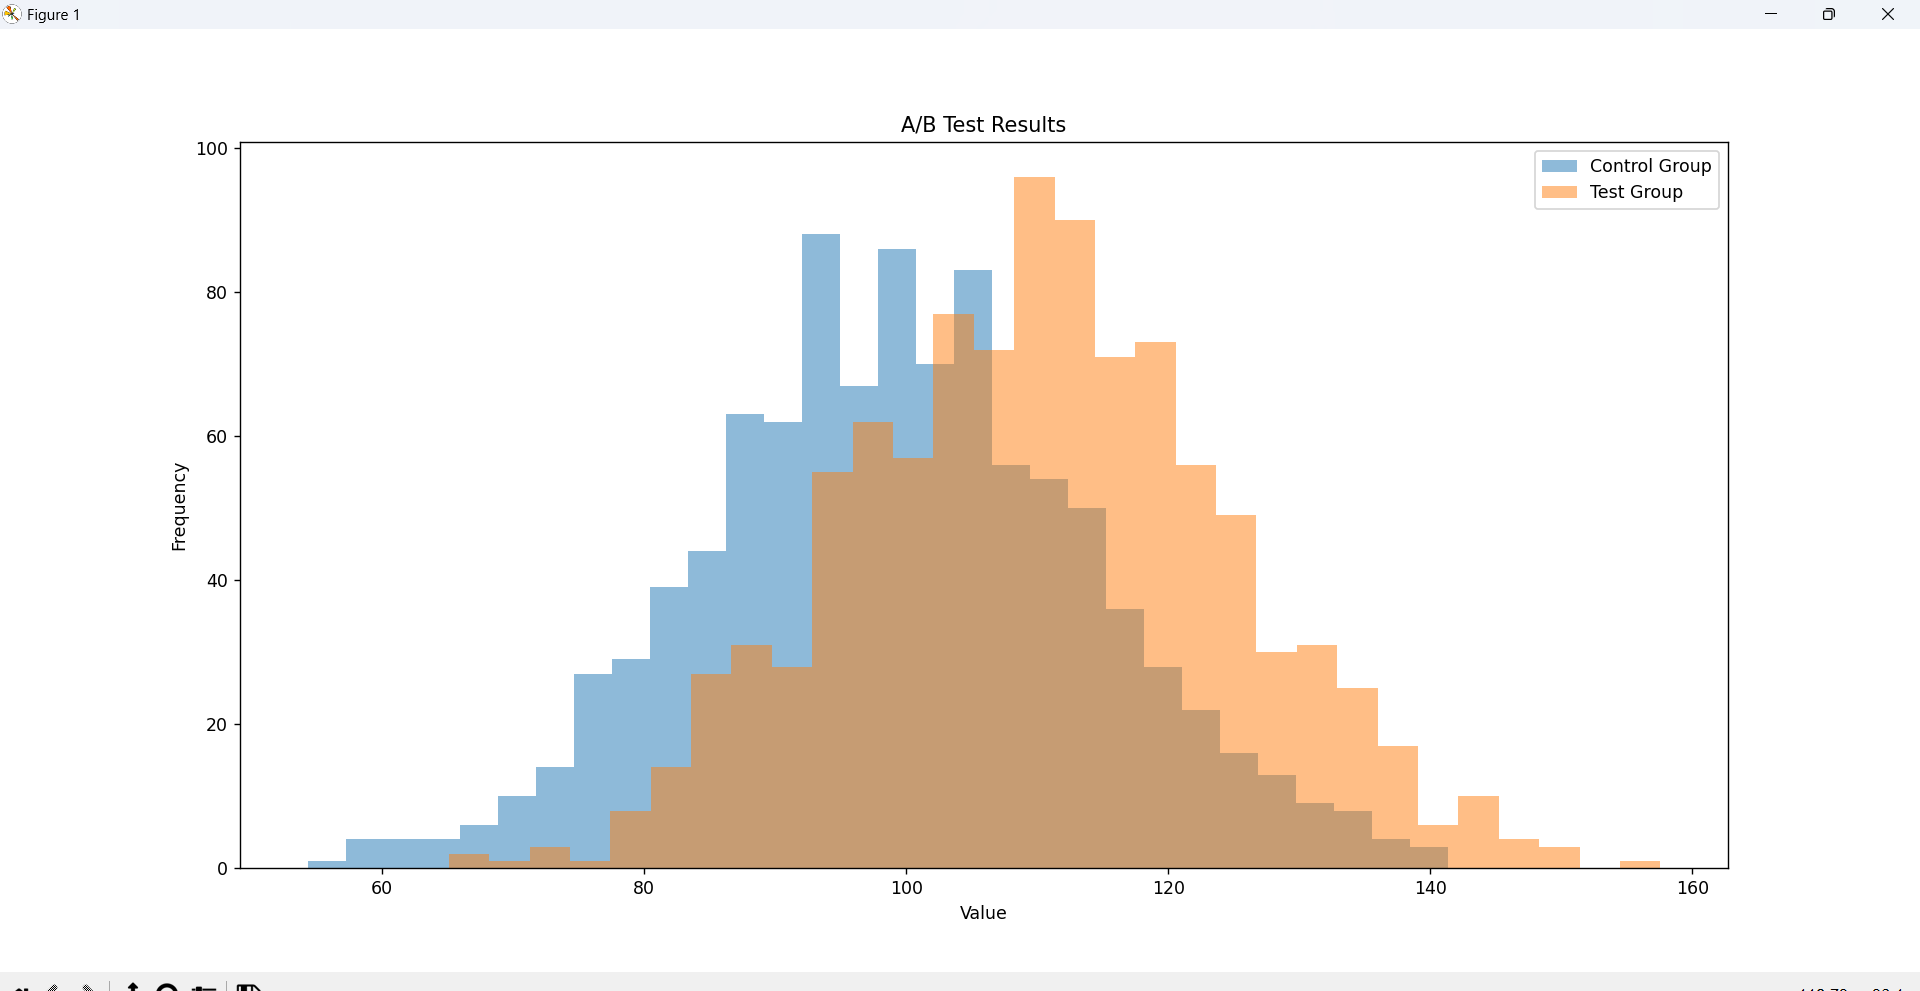 Figure 1
A/B Test Results
100
80
60
40
20
0
Frequency
Control Group
Test Group
60 80 100 120 140 160
Value